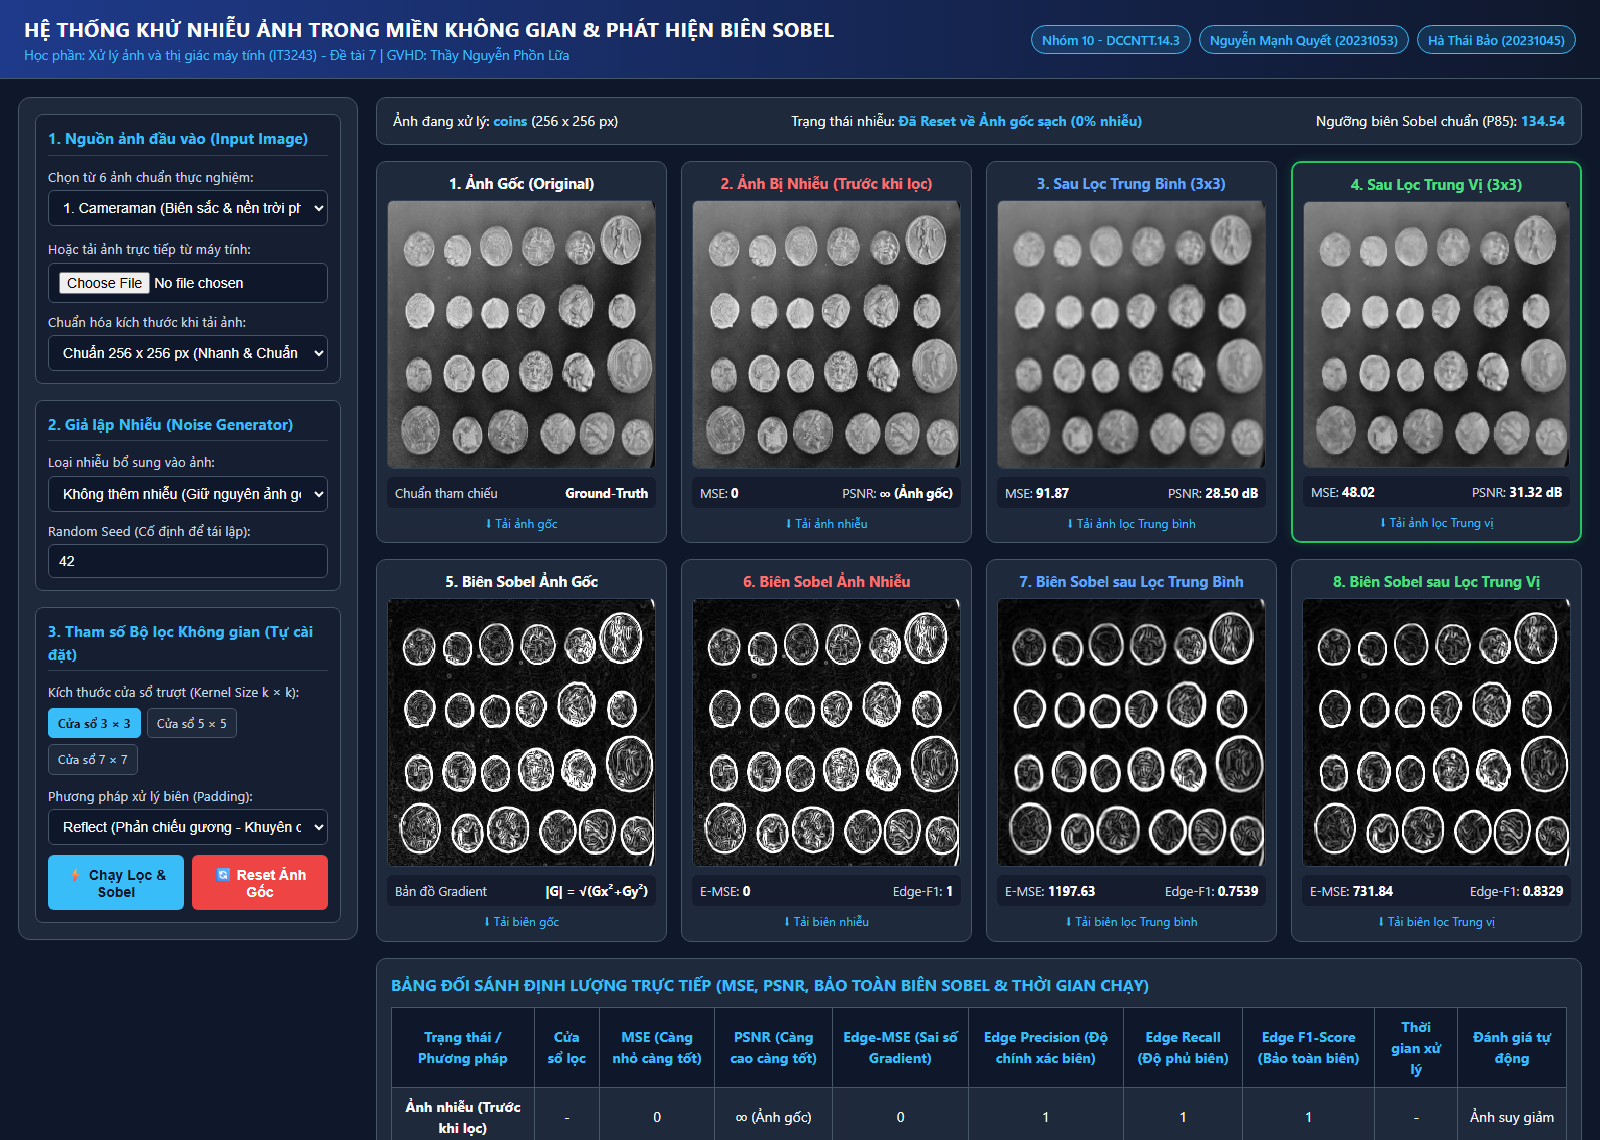 HỆ THỐNG KHỬ NHIỄU ẢNH TRONG MIỀN KHÔNG GIAN & PHÁT HIỆN BIÊN SOBEL
Học phần: Xử lý ảnh và thị giác máy tính (IT3243) - Đề tài 7 | GVHD: Thầy Nguyễn Phồn Lữa
Nhóm 10 - DCCNTT.14.3
Nguyễn Mạnh Quyết (20231053)
Hà Thái Bảo (20231045)
1. Nguồn ảnh đầu vào (Input Image)
Chọn từ 6 ảnh chuẩn thực nghiệm:
1. Cameraman (Biên sắc & nền trời ph
Hoặc tải ảnh trực tiếp từ máy tính:
Choose File No file chosen
Chuẩn hóa kích thước khi tải ảnh:
Chuẩn 256 x 256 px (Nhanh & Chuẩn
2. Giả lập Nhiễu (Noise Generator)
Loại nhiễu bổ sung vào ảnh:
Không thêm nhiễu (Giữ nguyên ảnh gố
Random Seed (Cố định để tái lập):
42
3. Tham số Bộ lọc Không gian (Tự cài
đặt)
Kích thước cửa sổ trượt (Kernel Size k × k):
Cửa sổ 3 × 3
Cửa sổ 5 × 5
Cửa sổ 7 × 7
Phương pháp xử lý biên (Padding):
Reflect (Phản chiếu gương - Khuyên c
⚡ Chạy Lọc &
Sobel
🔄 Reset Ảnh
Gốc
Ảnh đang xử lý: coins (256 x 256 px)
Trạng thái nhiễu: Đã Reset về Ảnh gốc sạch (0% nhiễu)
Ngưỡng biên Sobel chuẩn (P85): 134.54
1. Ảnh Gốc (Original)
Chuẩn tham chiếu
Ground-Truth
⬇ Tải ảnh gốc
2. Ảnh Bị Nhiễu (Trước khi lọc)
MSE: 0
PSNR: ∞ (Ảnh gốc)
⬇ Tải ảnh nhiễu
3. Sau Lọc Trung Bình (3x3)
MSE: 91.87
PSNR: 28.50 dB
⬇ Tải ảnh lọc Trung bình
4. Sau Lọc Trung Vị (3x3)
MSE: 48.02
PSNR: 31.32 dB
⬇ Tải ảnh lọc Trung vị
5. Biên Sobel Ảnh Gốc
Bản đồ Gradient
|G| = √(Gx²+Gy²)
⬇ Tải biên gốc
6. Biên Sobel Ảnh Nhiễu
E-MSE: 0
Edge-F1: 1
⬇ Tải biên nhiễu
7. Biên Sobel sau Lọc Trung Bình
E-MSE: 1197.63
Edge-F1: 0.7539
⬇ Tải biên lọc Trung bình
8. Biên Sobel sau Lọc Trung Vị
E-MSE: 731.84
Edge-F1: 0.8329
⬇ Tải biên lọc Trung vị
BẢNG ĐỐI SÁNH ĐỊNH LƯỢNG TRỰC TIẾP (MSE, PSNR, BẢO TOÀN BIÊN SOBEL & THỜI GIAN CHẠY)
Trạng thái /
Phương pháp
Cửa
sổ lọc
MSE (Càng
nhỏ càng tốt)
PSNR (Càng
cao càng tốt)
Edge-MSE (Sai số
Gradient)
Edge Precision (Độ
chính xác biên)
Edge Recall
(Độ phủ biên)
Edge F1-Score
(Bảo toàn biên)
Thời
gian xử
lý
Đánh giá tự
động
Ảnh nhiễu (Trước
khi lọc)
-
0
∞ (Ảnh gốc)
0
1
1
1
-
Ảnh suy giảm